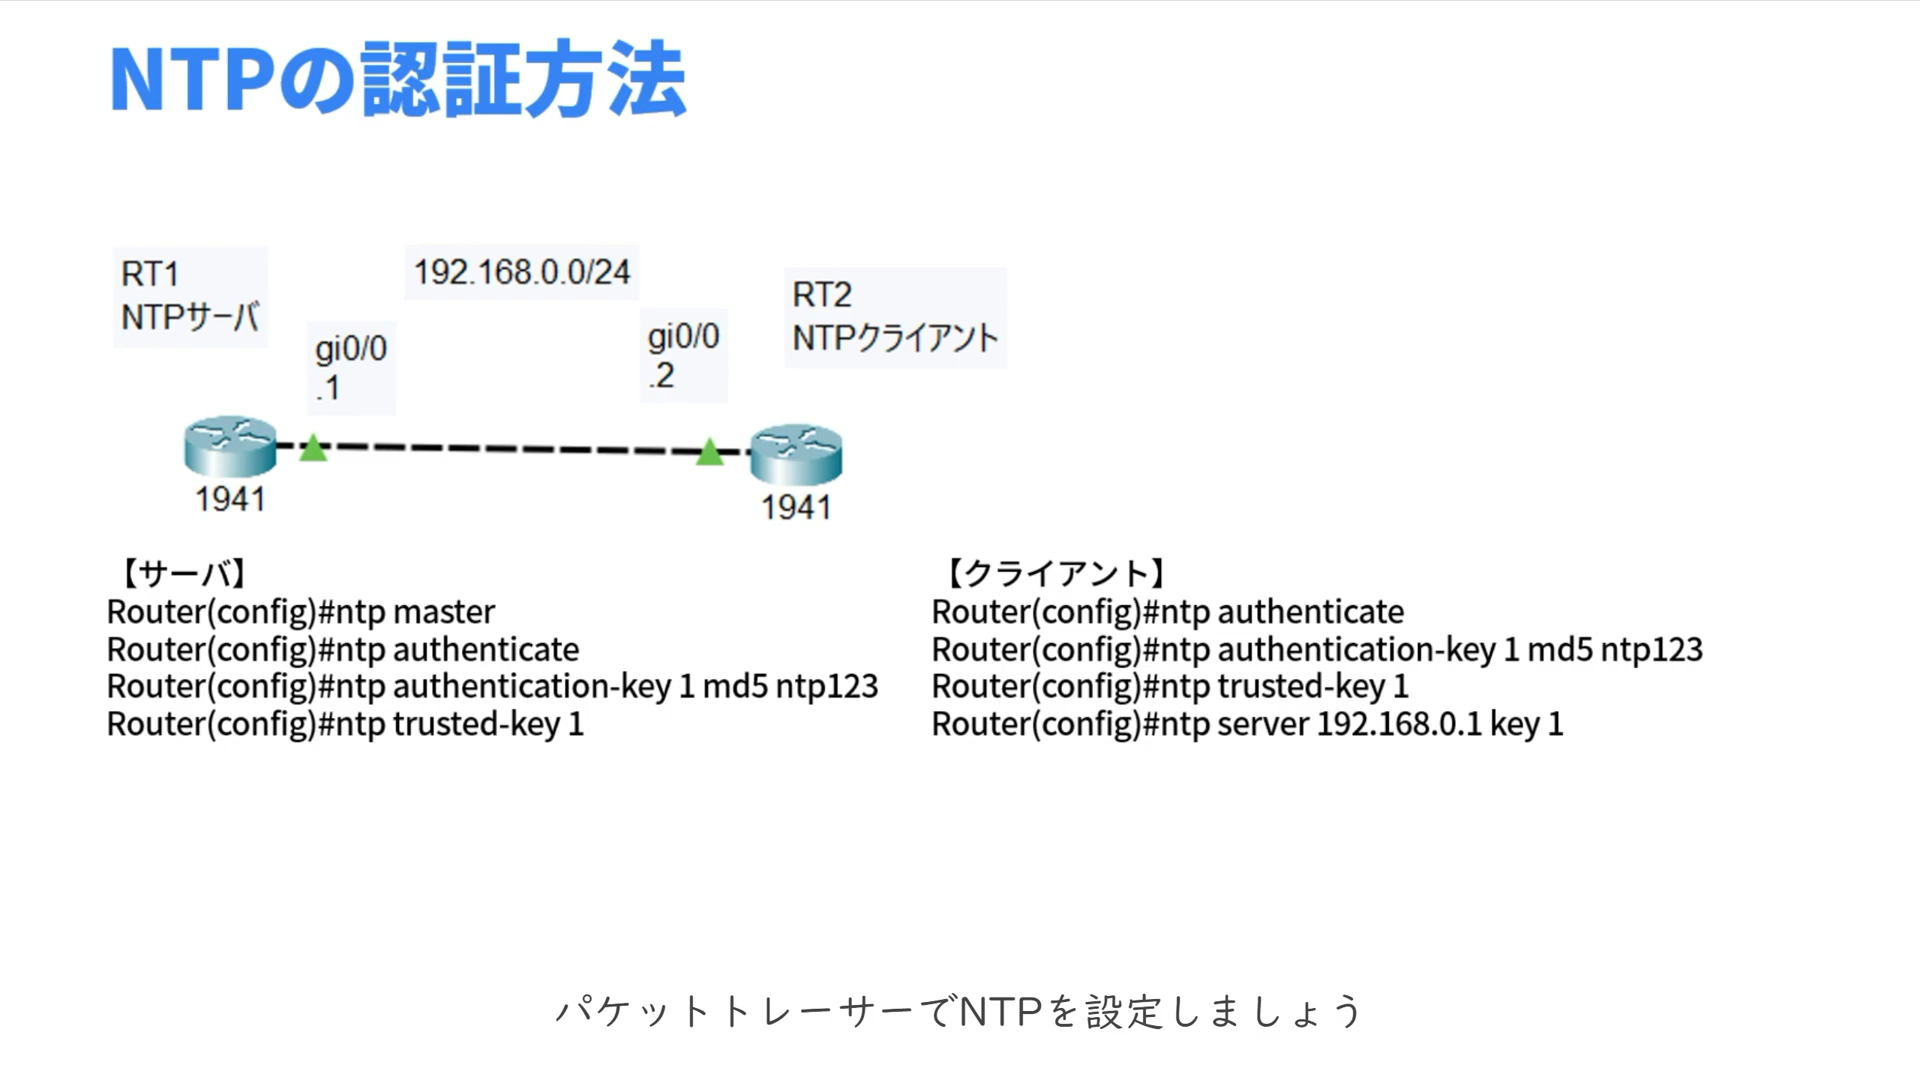 NTPの認証方法
RT1
NTPサーバ
192.168.0.0/24
gi0/0
.1
gi0/0
.2
RT2
NTPクライアント
1941
1941
【サーバ】
Router(config)#ntp master
Router(config)#ntp authenticate
Router(config)#ntp authentication-key 1 md5 ntp123
Router(config)#ntp trusted-key 1
【クライアント】
Router(config)#ntp authenticate
Router(config)#ntp authentication-key 1 md5 ntp123
Router(config)#ntp trusted-key 1
Router(config)#ntp server 192.168.0.1 key 1
パケットトレーサーでNTPを設定しましょう